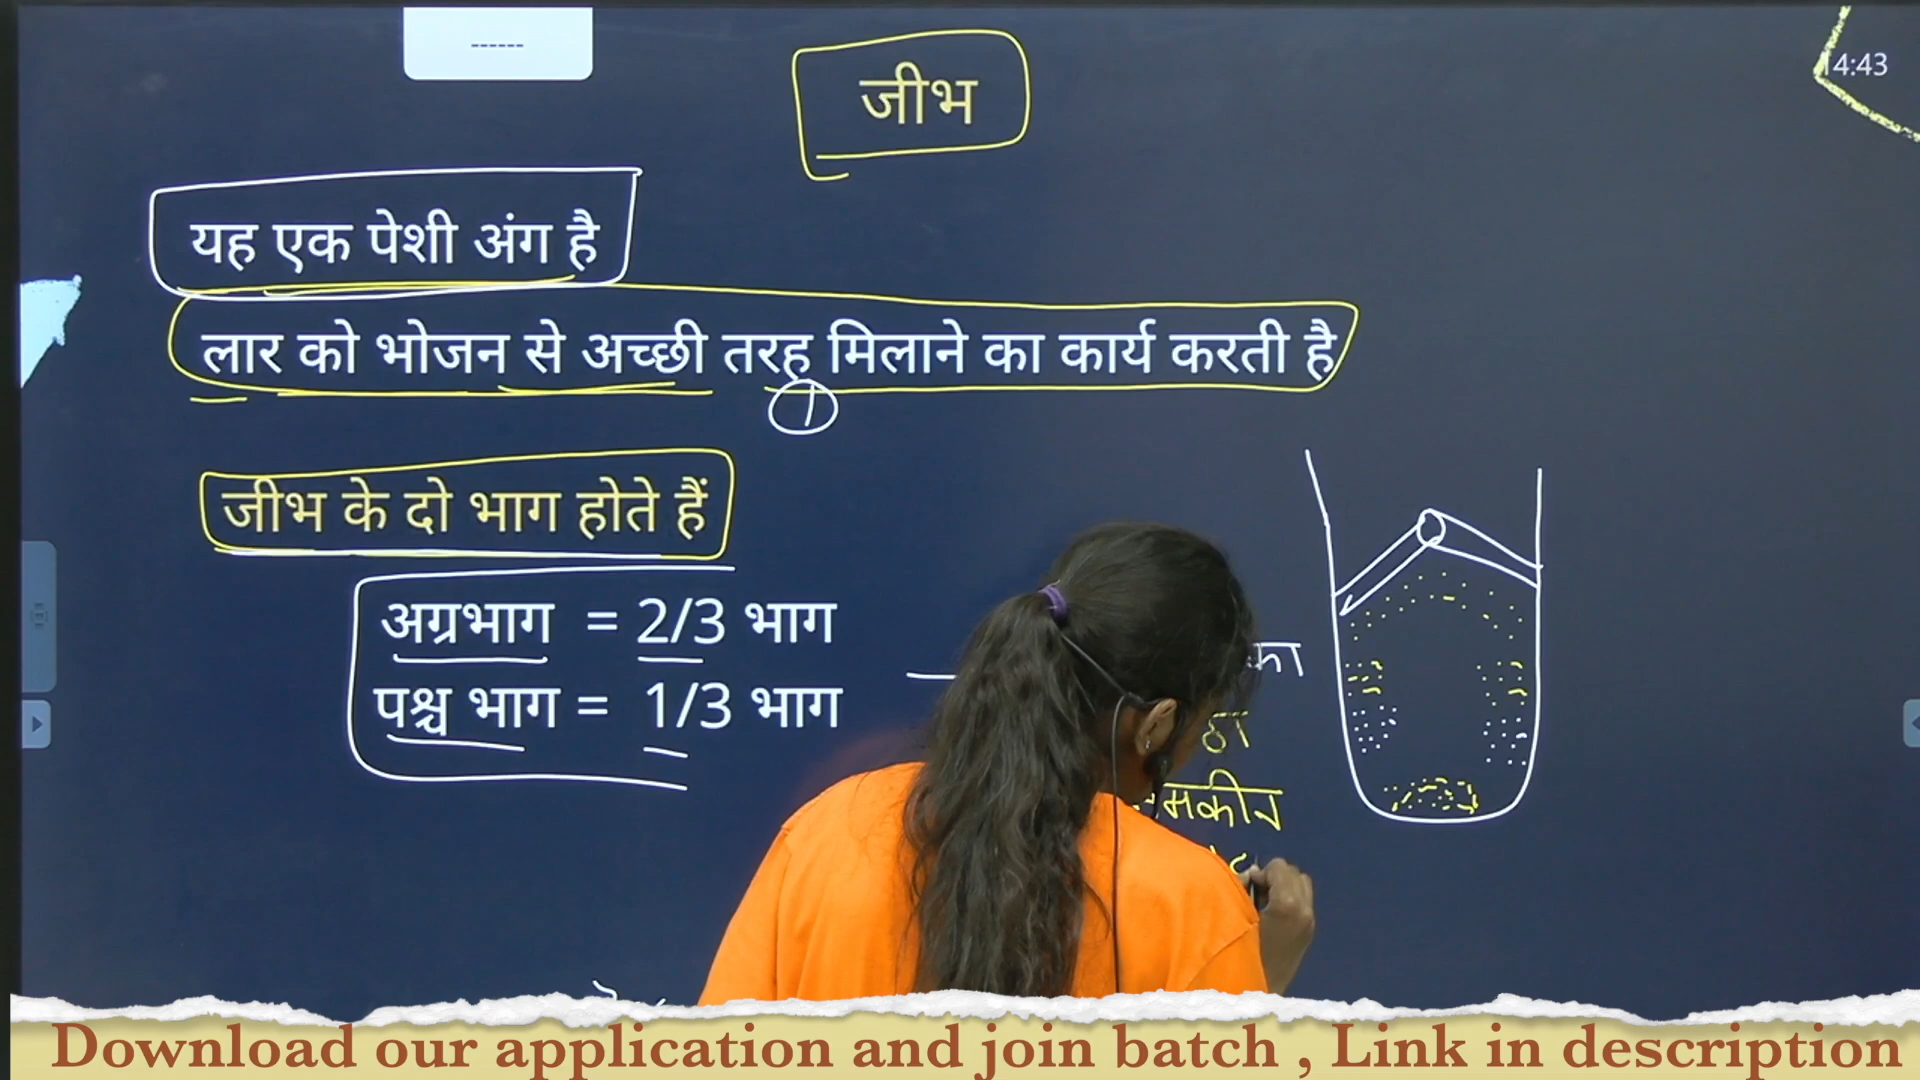 ------
जीभ
4:43
यह एक पेशी अंग है
लार को भोजन से अच्छी तरह मिलाने का कार्य करती है
1
जीभ के दो भाग होते हैं
अग्रभाग = 2/3 भाग
पश्च भाग = 1/3 भाग
Download our application and join batch , Link in description